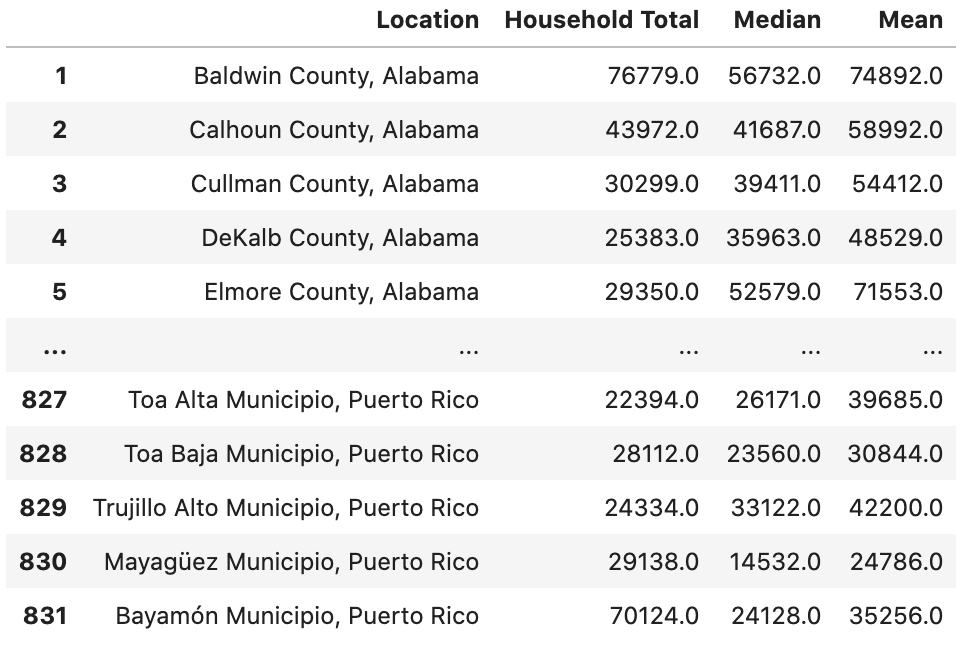 Location Household Total Median Mean
1 Baldwin County, Alabama 76779.0 56732.0 74892.0
2 Calhoun County, Alabama 43972.0 41687.0 58992.0
3 Cullman County, Alabama 30299.0 39411.0 54412.0
4 DeKalb County, Alabama 25383.0 35963.0 48529.0
5 Elmore County, Alabama 29350.0 52579.0 71553.0
... ... ... ... ...
827 Toa Alta Municipio, Puerto Rico 22394.0 26171.0 39685.0
828 Toa Baja Municipio, Puerto Rico 28112.0 23560.0 30844.0
829 Trujillo Alto Municipio, Puerto Rico 24334.0 33122.0 42200.0
830 Mayagüez Municipio, Puerto Rico 29138.0 14532.0 24786.0
831 Bayamón Municipio, Puerto Rico 70124.0 24128.0 35256.0